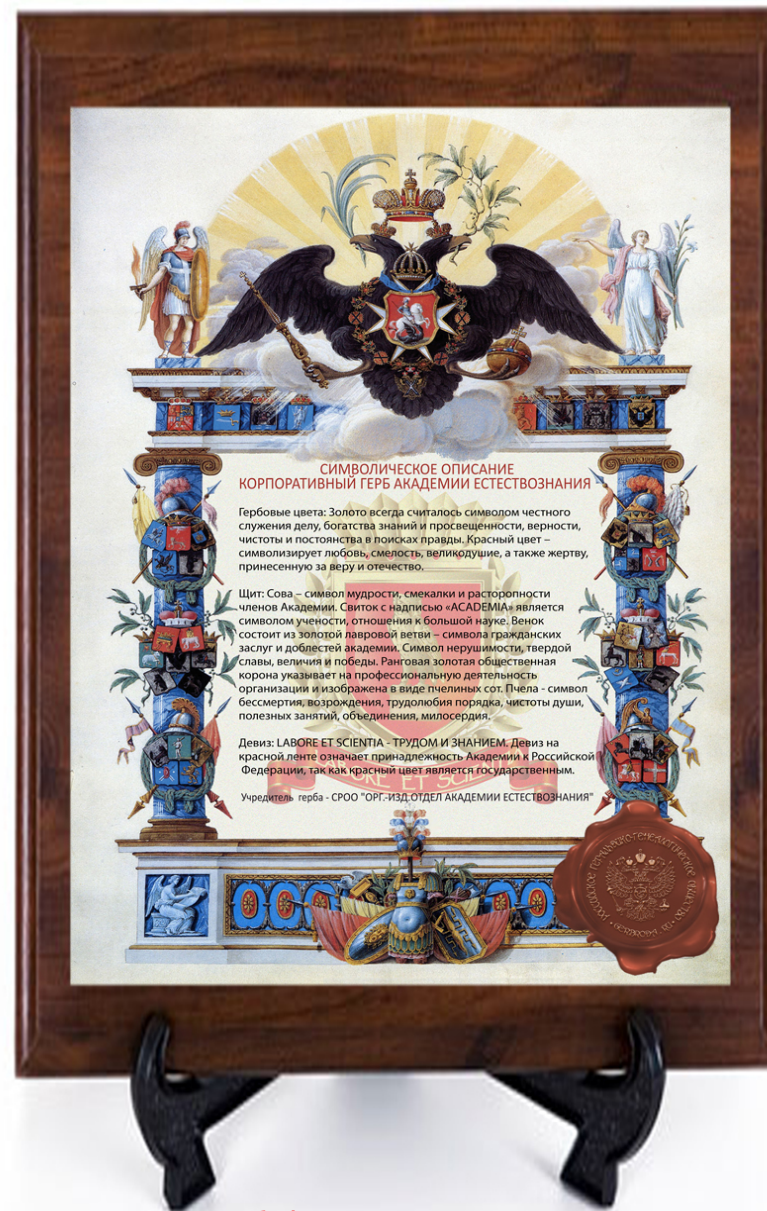 СИМВОЛИЧЕСКОЕ ОПИСАНИЕ
КОРПОРАТИВНЫЙ ГЕРБ АКАДЕМИИ ЕСТЕСТВОЗНАНИЯ
Гербовые цвета: Золото всегда считалось символом честного
служения делу, богатства знаний и просвещенности, верности,
чистоты и постоянства в поисках правды. Красный цвет –
символизирует любовь, смелость, великодушие, а также жертву,
принесенную за веру и отечество.
Щит: Сова – символ мудрости, смекалки и расторопности
членов Академии. Свиток с надписью «ACADEMIA» является
символом учености, отношения к большой науке. Венок
состоит из золотой лавровой ветви – символа гражданских
заслуг и доблестей академии. Символ нерушимости, твердой
славы, величия и победы. Ранговая золотая общественная
корона указывает на профессиональную деятельность
организации и изображена в виде пчелиных сот. Пчела - символ
бессмертия, возрождения, трудолюбия порядка, чистоты души,
полезных занятий, объединения, милосердия.
Девиз: LABORE ET SCIENTIA - ТРУДОМ И ЗНАНИЕМ. Девиз на
красной ленте означает принадлежность Академии к Российской
Федерации, так как красный цвет является государственным.
LABORE ET SCIENTIA
Учредитель герба - СРОО "ОРГ.-ИЗД.ОТДЕЛ АКАДЕМИИ ЕСТЕСТВОЗНАНИЯ"